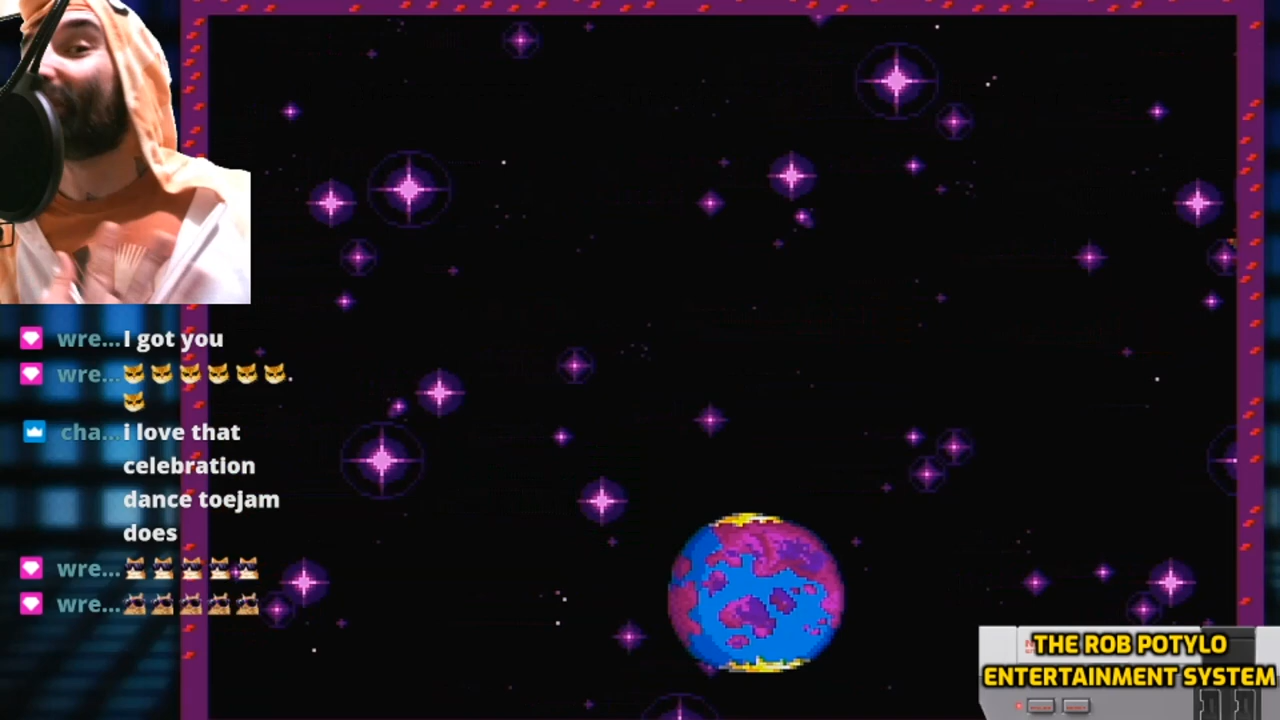 wre... I got you
wre...
cha... i love that
celebration
dance toejam
does
wre...
wre...
THE ROB POTYLO
ENTERTAINMENT SYSTEM